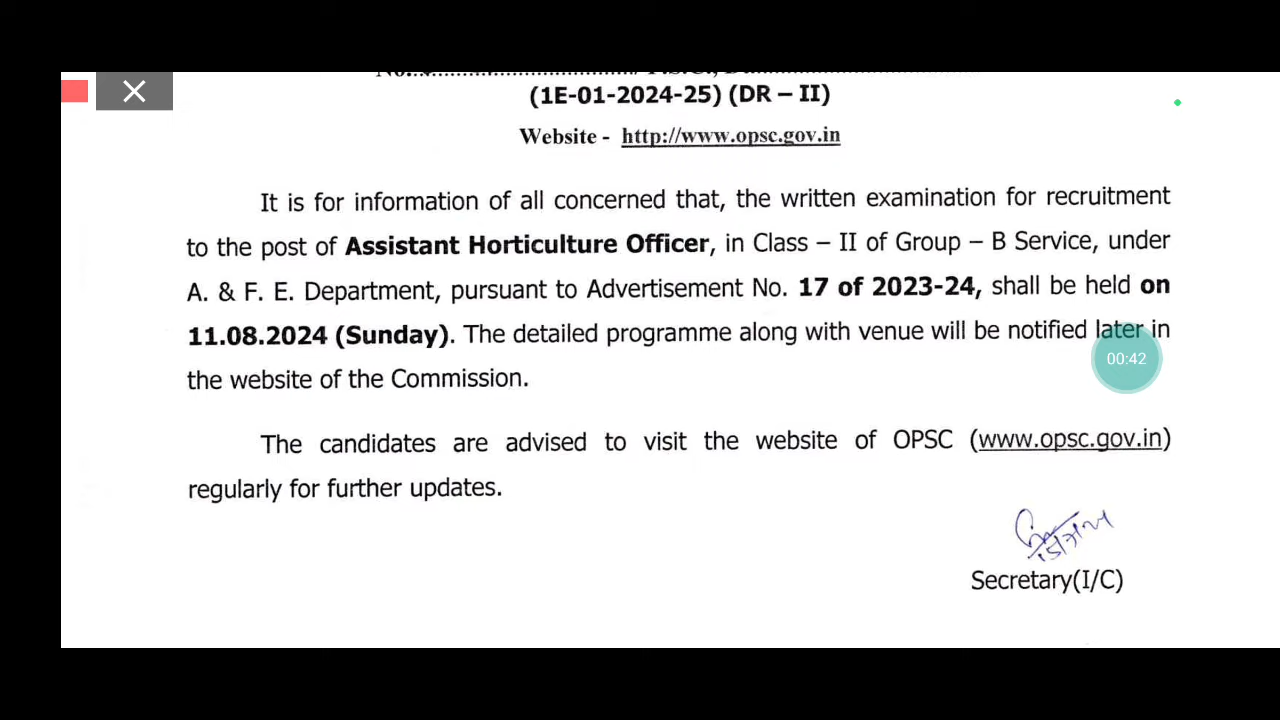 (1E-01-2024-25) (DR – II)
Website - http://www.opsc.gov.in
It is for information of all concerned that, the written examination for recruitment
to the post of Assistant Horticulture Officer, in Class – II of Group – B Service, under
A. & F. E. Department, pursuant to Advertisement No. 17 of 2023-24, shall be held on
11.08.2024 (Sunday). The detailed programme along with venue will be notified later in
the website of the Commission.
00:42
The candidates are advised to visit the website of OPSC (www.opsc.gov.in)
regularly for further updates.
Secretary(I/C)